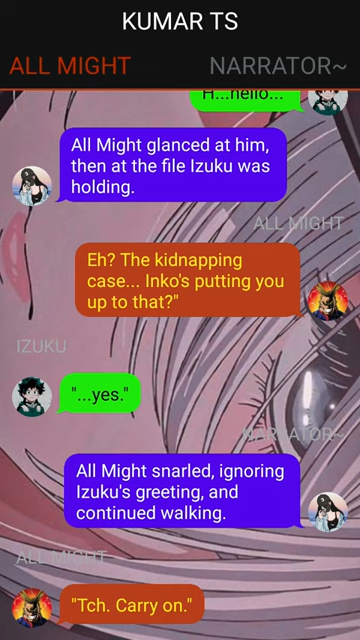 KUMAR TS
ALL MIGHT
NARRATOR~
H...hello...
All Might glanced at him,
then at the file Izuku was
holding.
ALL MIGHT
Eh? The kidnapping
case... Inko's putting you
up to that?"
IZUKU
"...yes."
NARRATOR~
All Might snarled, ignoring
Izuku's greeting, and
continued walking.
ALL MIGHT
"Tch. Carry on."